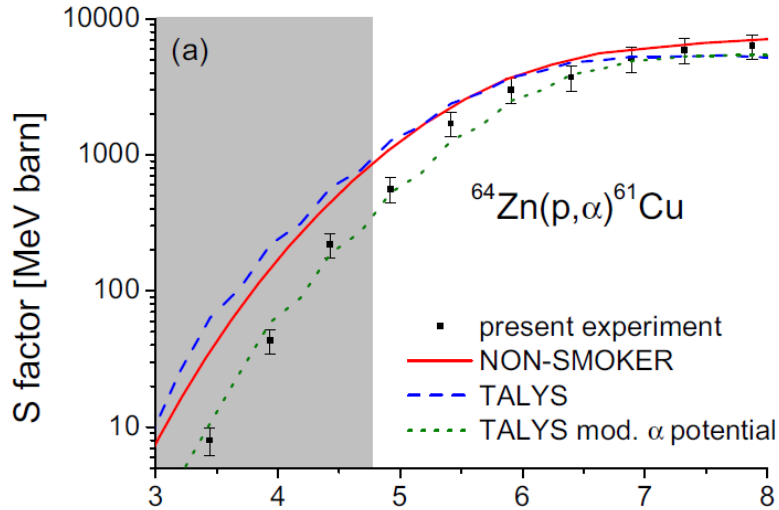 (a)
10000
1000
100
10
S factor [MeV barn]
⁶⁴Zn(p,α)⁶¹Cu
present experiment
NON-SMOKER
TALYS
TALYS mod. α potential
3 4 5 6 7 8